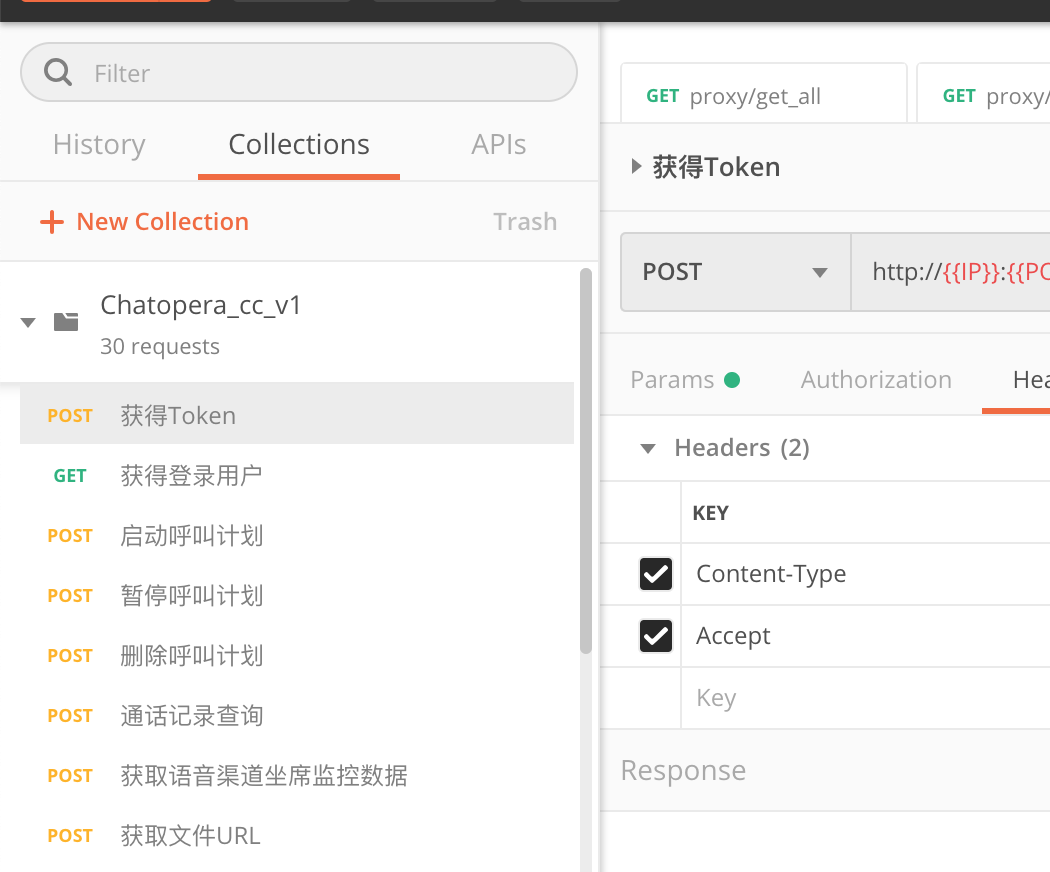 Filter
History Collections APIs
New Collection Trash
Chatopera_cc_v1
30 requests
POST 获得Token
GET 获得登录用户
POST 启动呼叫计划
POST 暂停呼叫计划
POST 删除呼叫计划
POST 通话记录查询
POST 获取语音渠道坐席监控数据
POST 获取文件URL
GET proxy/get_all GET proxy/
获得Token
POST http://{{IP}}:{{PO
Params Authorization Hea
Headers (2)
KEY
Content-Type
Accept
Key
Response